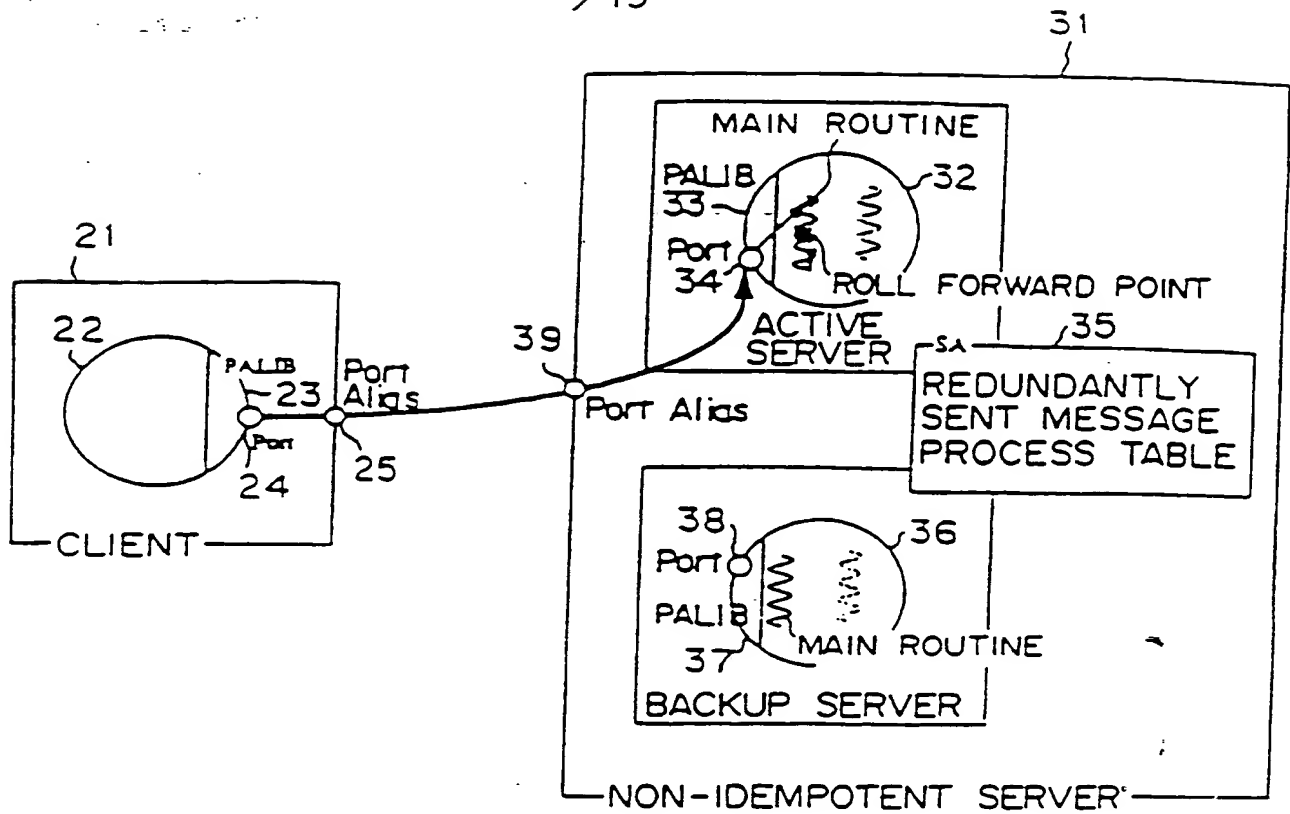 /15
31
MAIN ROUTINE
PALIB
33
32
Port
34
ROLL FORWARD POINT
ACTIVE
SERVER
35
SA
REDUNDANTLY
SENT MESSAGE
PROCESS TABLE
21
22
PALIB
23
Port
24
Port
Alias
25
CLIENT
39
Port Alias
38
Port
36
PALIB
37
MAIN ROUTINE
BACKUP SERVER
NON-IDEMPOTENT SERVER